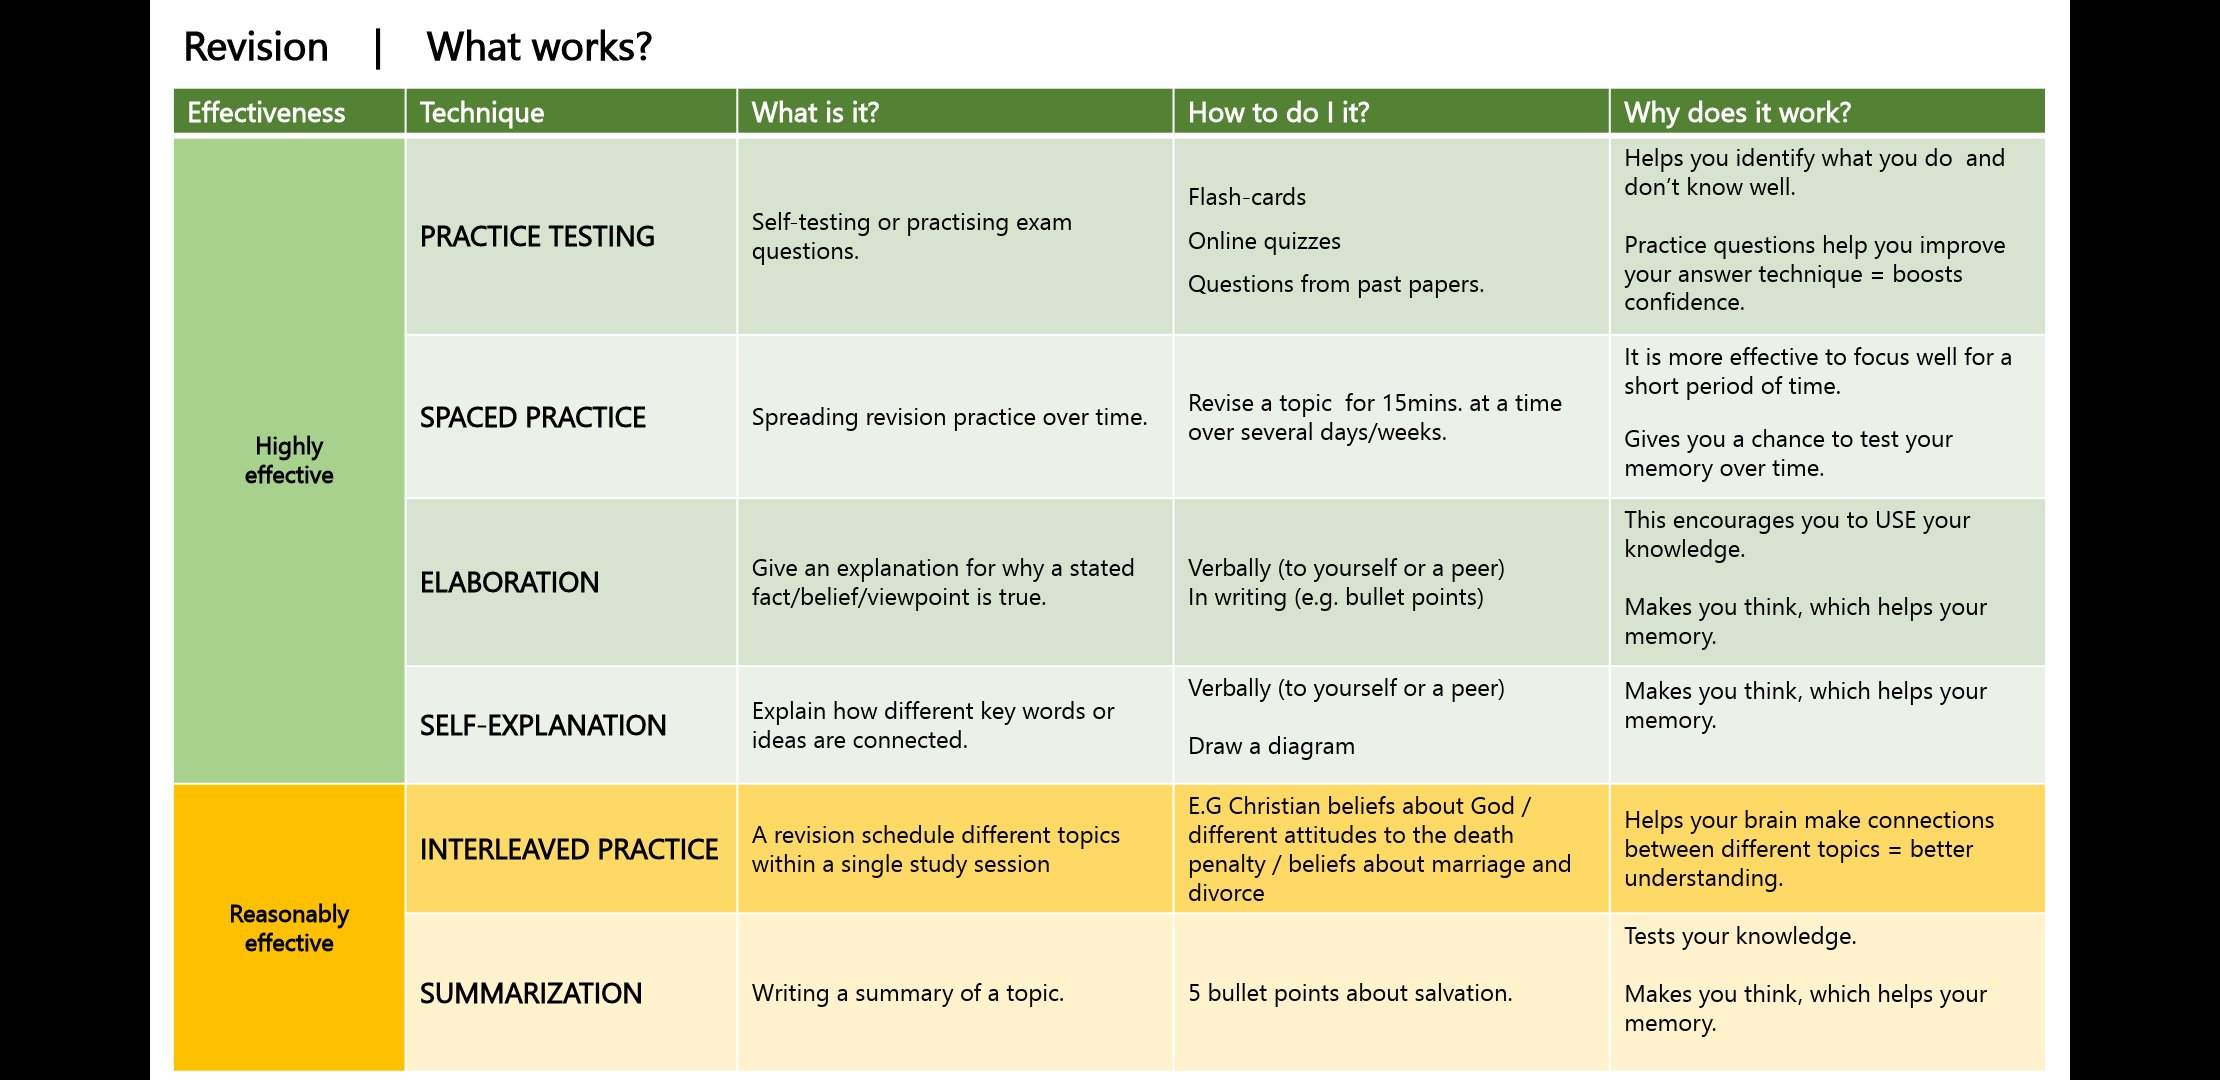 Revision | What works?
Effectiveness
Technique
What is it?
How to do I it?
Why does it work?
Highly
effective
PRACTICE TESTING
Self-testing or practising exam
questions.
Flash-cards
Online quizzes
Questions from past papers.
Helps you identify what you do  and
don't know well.
Practice questions help you improve
your answer technique = boosts
confidence.
SPACED PRACTICE
Spreading revision practice over time.
Revise a topic  for 15mins. at a time
over several days/weeks.
It is more effective to focus well for a
short period of time.
Gives you a chance to test your
memory over time.
ELABORATION
Give an explanation for why a stated
fact/belief/viewpoint is true.
Verbally (to yourself or a peer)
In writing (e.g. bullet points)
This encourages you to USE your
knowledge.
Makes you think, which helps your
memory.
SELF-EXPLANATION
Explain how different key words or
ideas are connected.
Verbally (to yourself or a peer)
Draw a diagram
Makes you think, which helps your
memory.
Reasonably
effective
INTERLEAVED PRACTICE
A revision schedule different topics
within a single study session
E.G Christian beliefs about God /
different attitudes to the death
penalty / beliefs about marriage and
divorce
Helps your brain make connections
between different topics = better
understanding.
SUMMARIZATION
Writing a summary of a topic.
5 bullet points about salvation.
Tests your knowledge.
Makes you think, which helps your
memory.